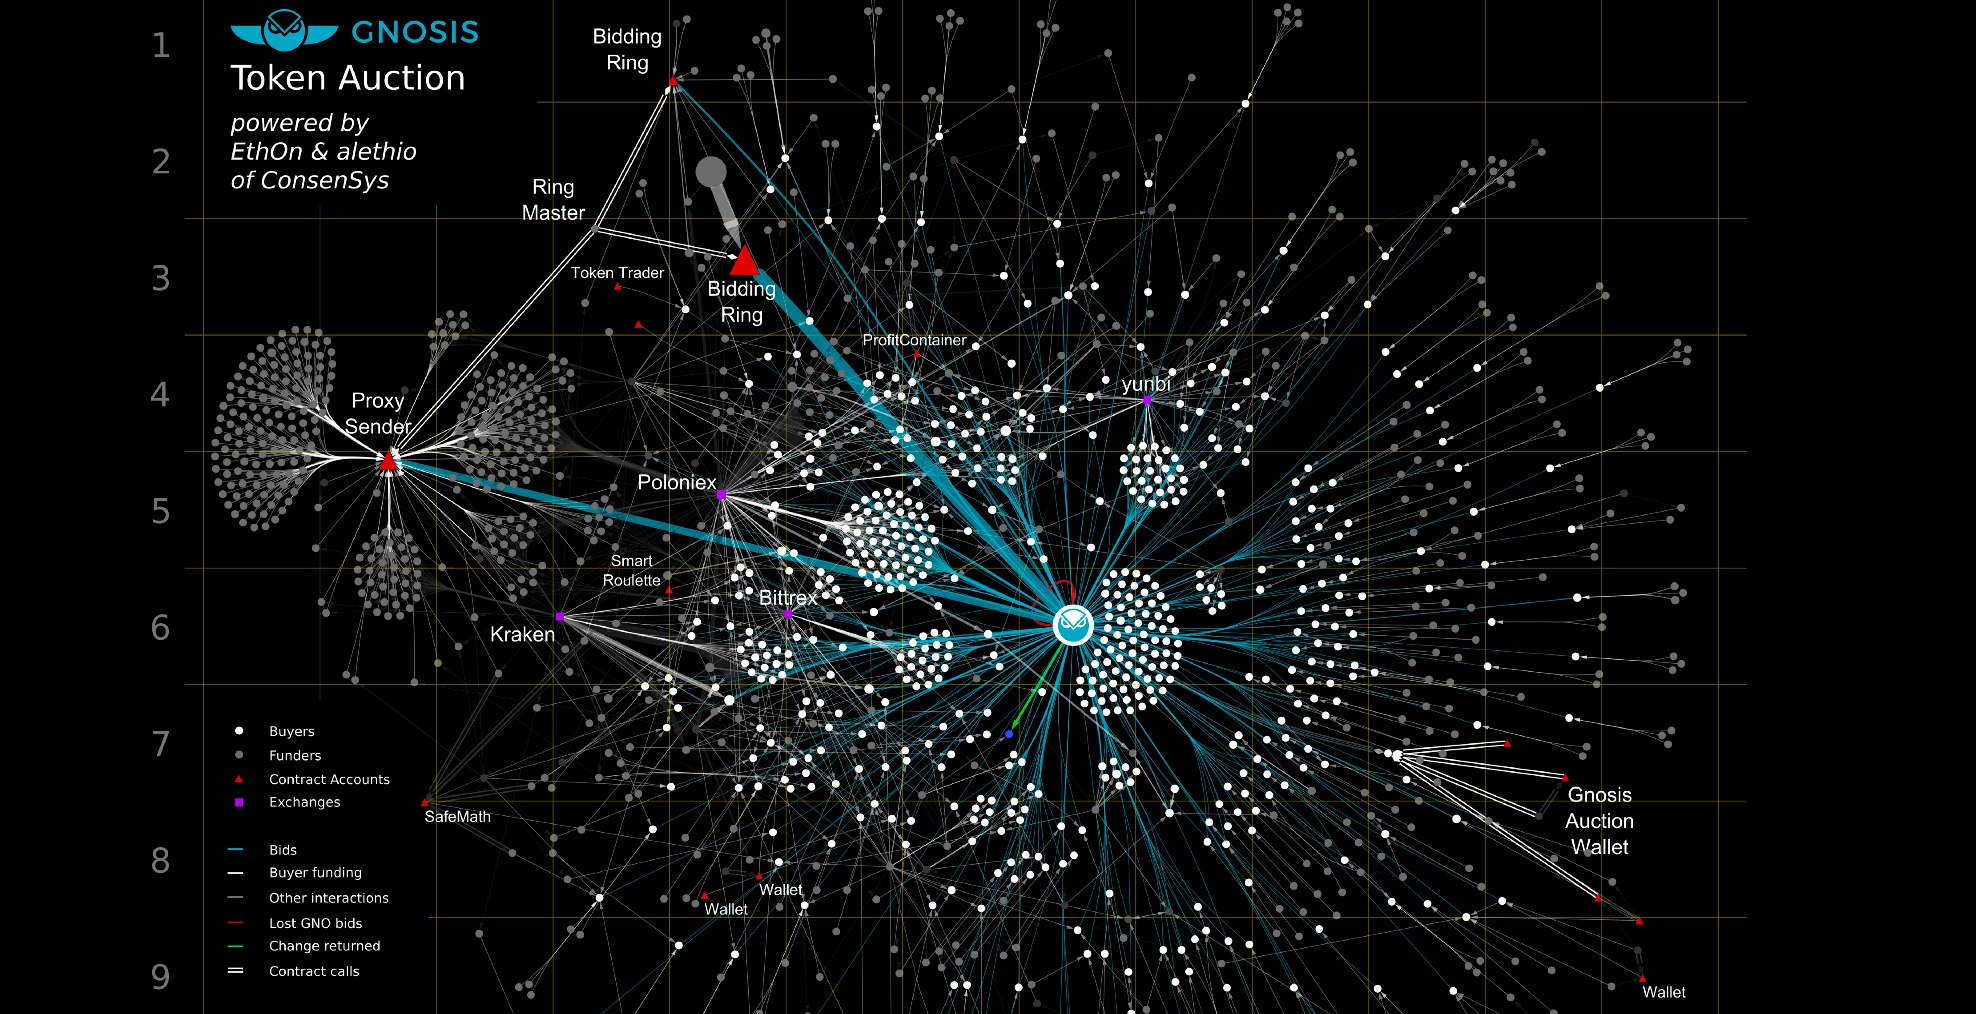 GNOSIS
Token Auction
powered by
EthOn & alethio
of ConsenSys
1
2
3
4
5
6
7
8
9
Bidding
Ring
Ring
Master
Token Trader
Bidding
Ring
ProfitContainer
yunbi
Proxy
Sender
Poloniex
Smart
Roulette
Bittrex
Kraken
SafeMath
Wallet
Wallet
Gnosis
Auction
Wallet
Wallet
Buyers
Funders
Contract Accounts
Exchanges
Bids
Buyer funding
Other interactions
Lost GNO bids
Change returned
Contract calls